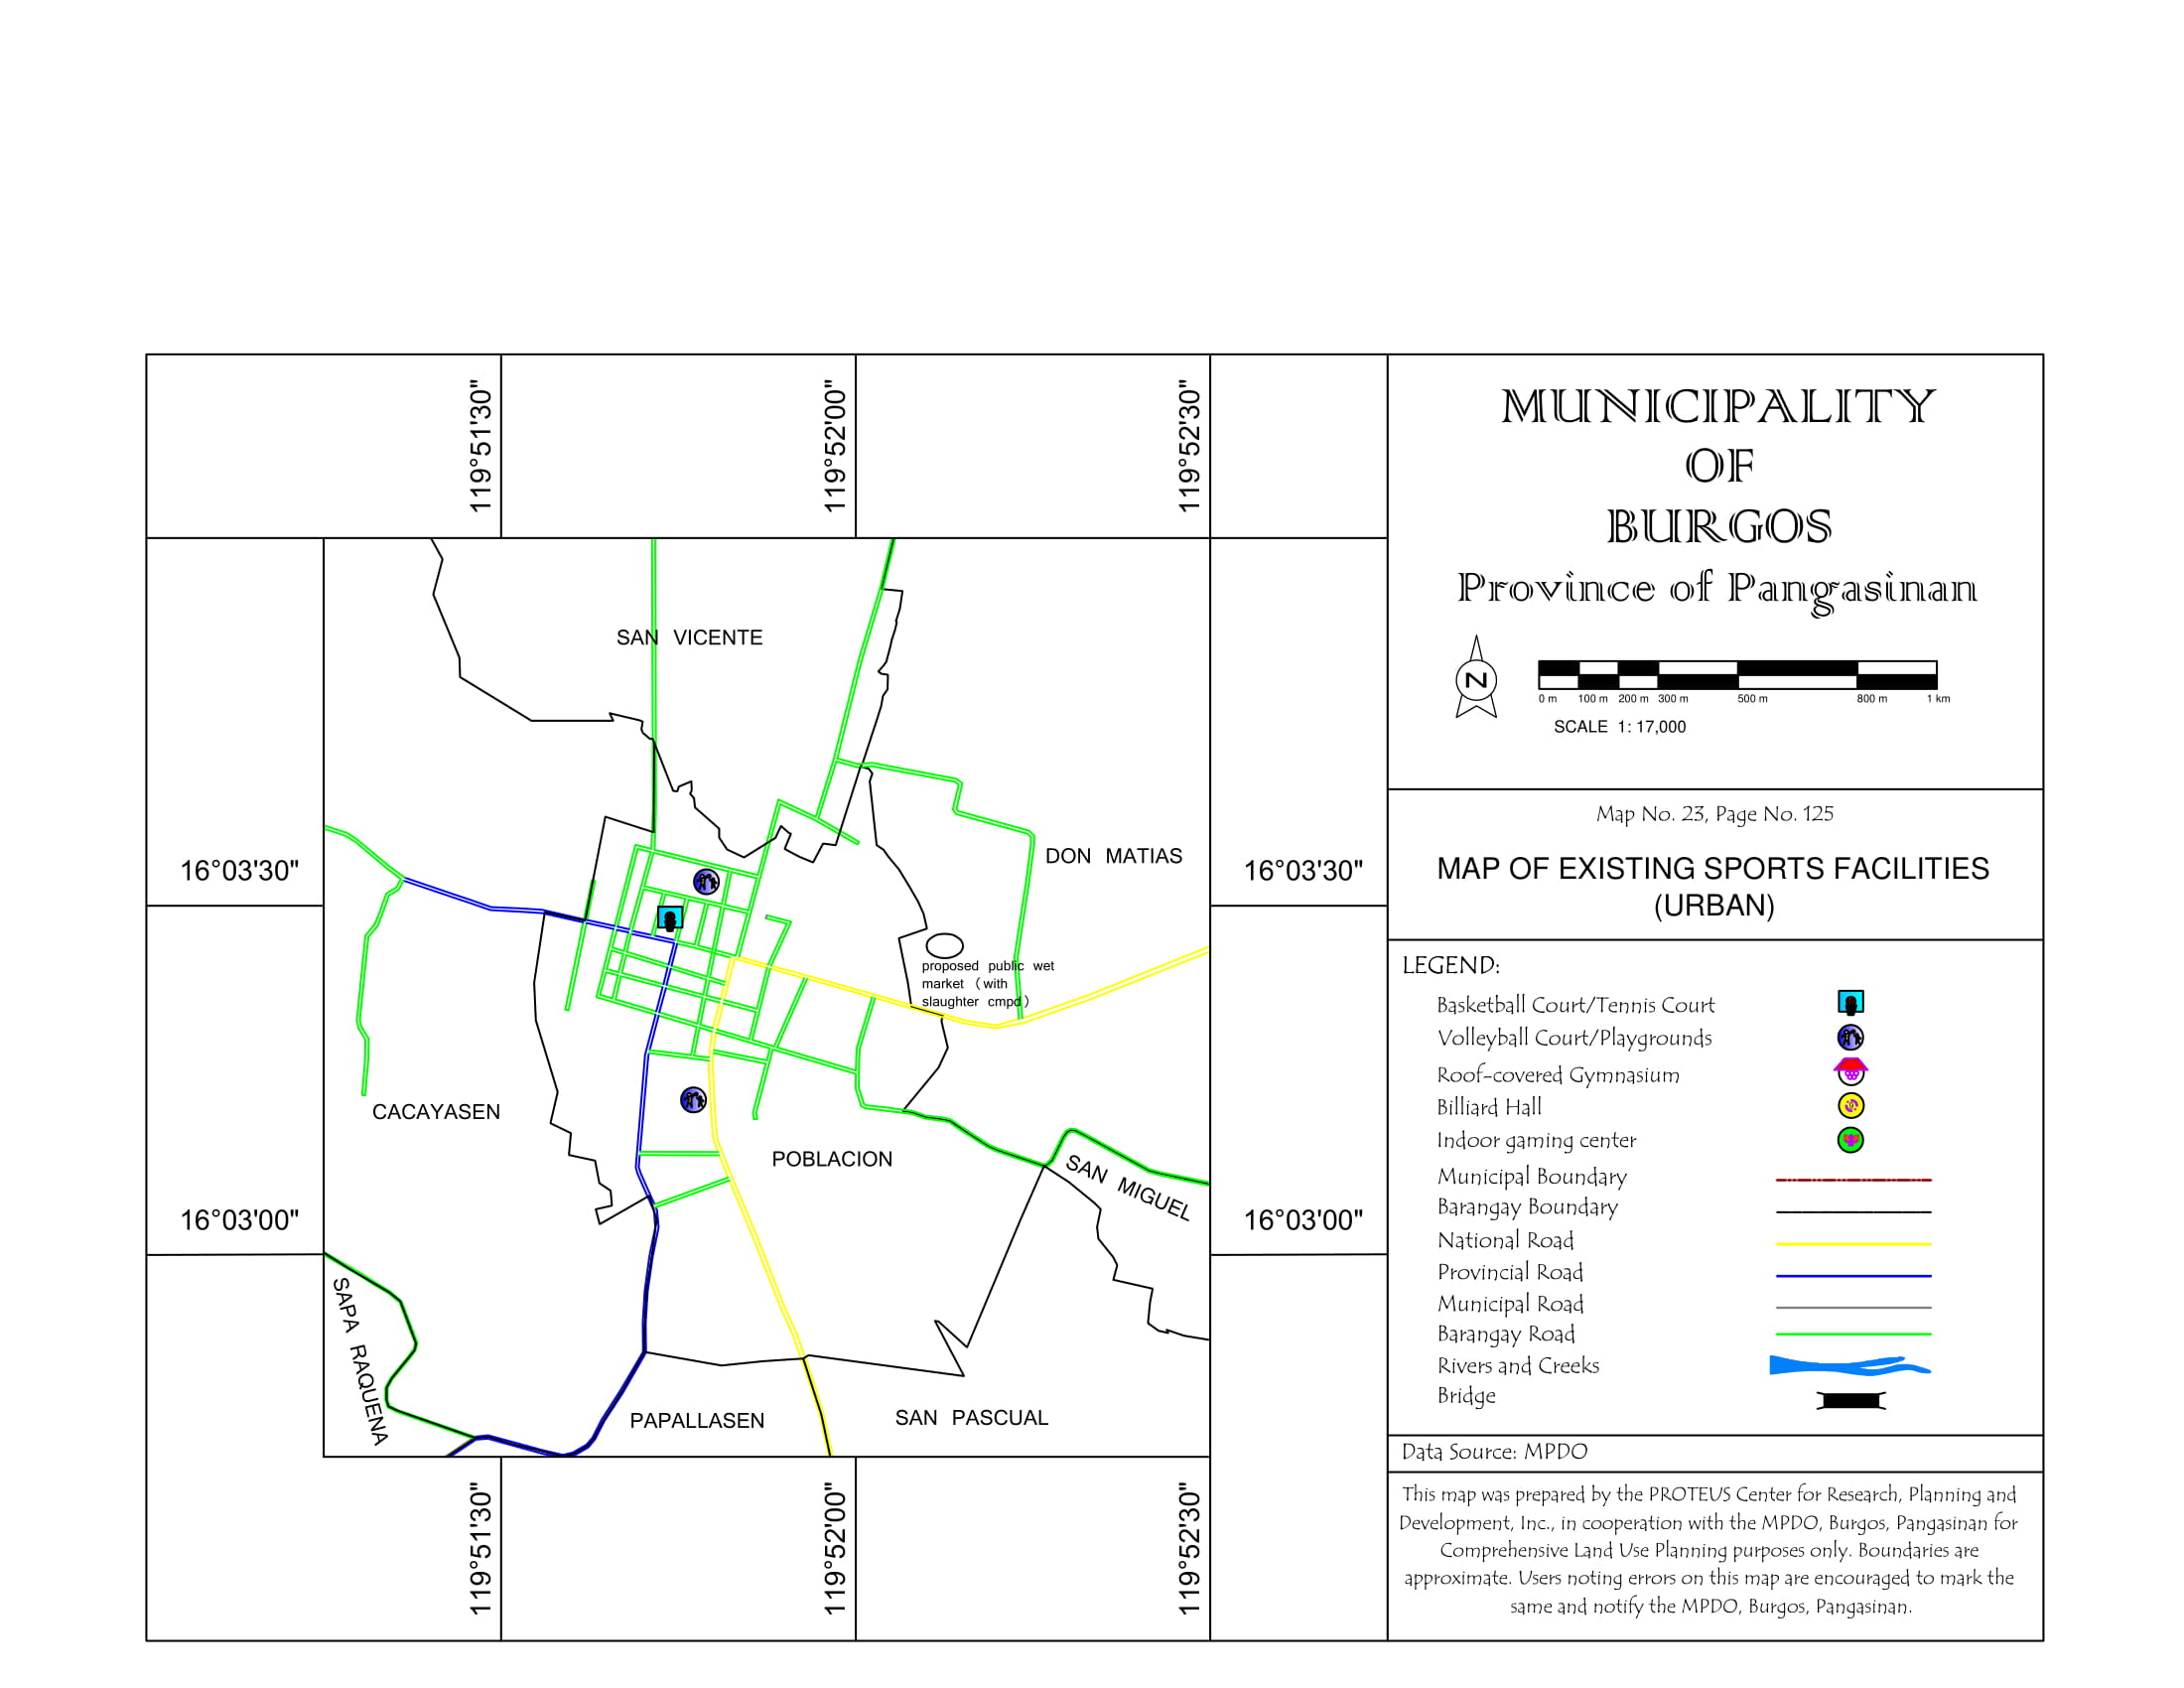 119°51'30"
119°52'00"
119°52'30"
16°03'30"
16°03'00"
16°03'30"
16°03'00"
119°51'30"
119°52'00"
119°52'30"
SAN VICENTE
DON MATIAS
proposed public wet
market (with
slaughter cmpd)
CACAYASEN
POBLACION
SAN MIGUEL
SAPA RAQUENA
PAPALLASEN
SAN PASCUAL
MUNICIPALITY
OF
BURGOS
Province of Pangasinan
N
0 m 100 m 200 m 300 m 500 m 800 m 1 km
SCALE 1: 17,000
Map No. 23, Page No. 125
MAP OF EXISTING SPORTS FACILITIES
(URBAN)
LEGEND:
Basketball Court/Tennis Court
Volleyball Court/Playgrounds
Roof-covered Gymnasium
Billiard Hall
Indoor gaming center
Municipal Boundary
Barangay Boundary
National Road
Provincial Road
Municipal Road
Barangay Road
Rivers and Creeks
Bridge
Data Source: MPDO
This map was prepared by the PROTEUS Center for Research, Planning and
Development, Inc., in cooperation with the MPDO, Burgos, Pangasinan for
Comprehensive Land Use Planning purposes only. Boundaries are
approximate. Users noting errors on this map are encouraged to mark the
same and notify the MPDO, Burgos, Pangasinan.